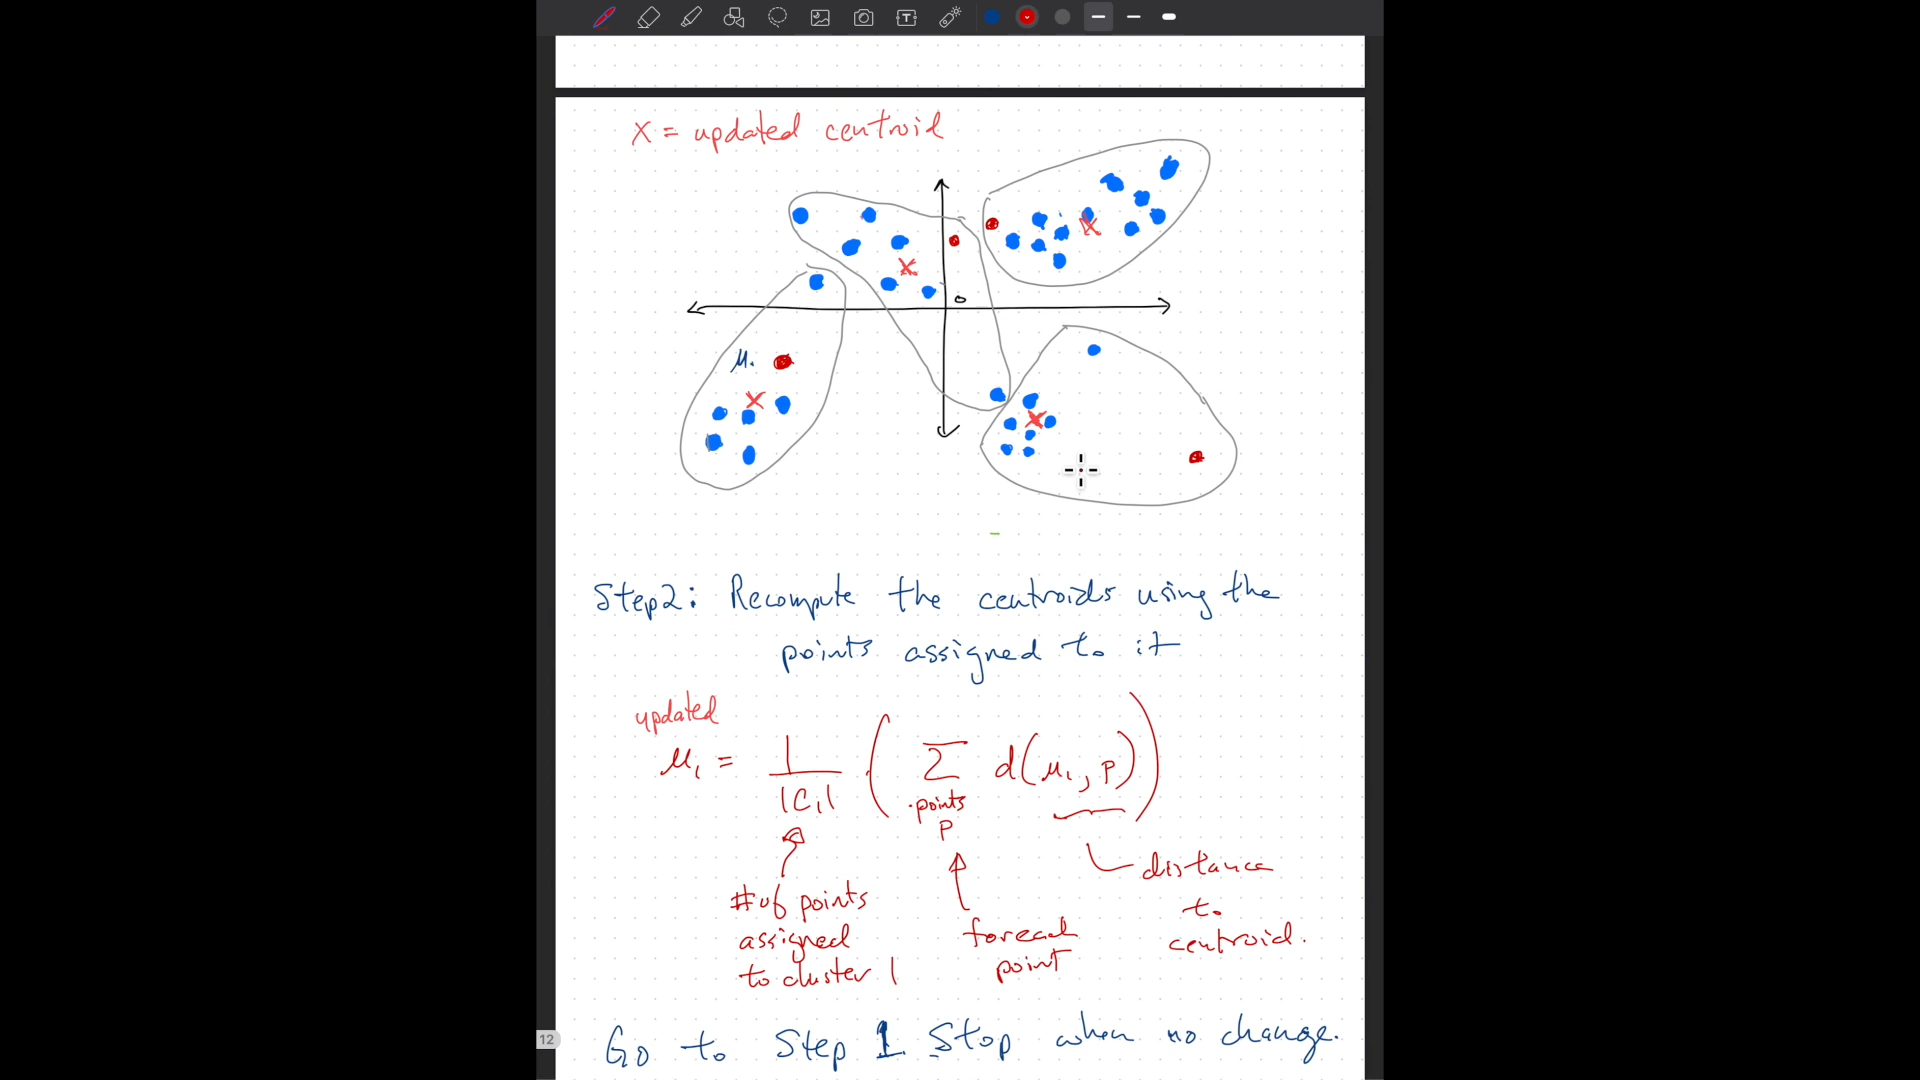 X = updated centroid
0
μ.
Step2: Recompute the centroids using the
points assigned to it
updated
μ₁ = 1/|C₁| ( Σ points p d(μ₁, p) )
# of points
assigned
to cluster 1
foreach
point
distance
to
centroid.
Go to Step 1. Stop when no change.
12